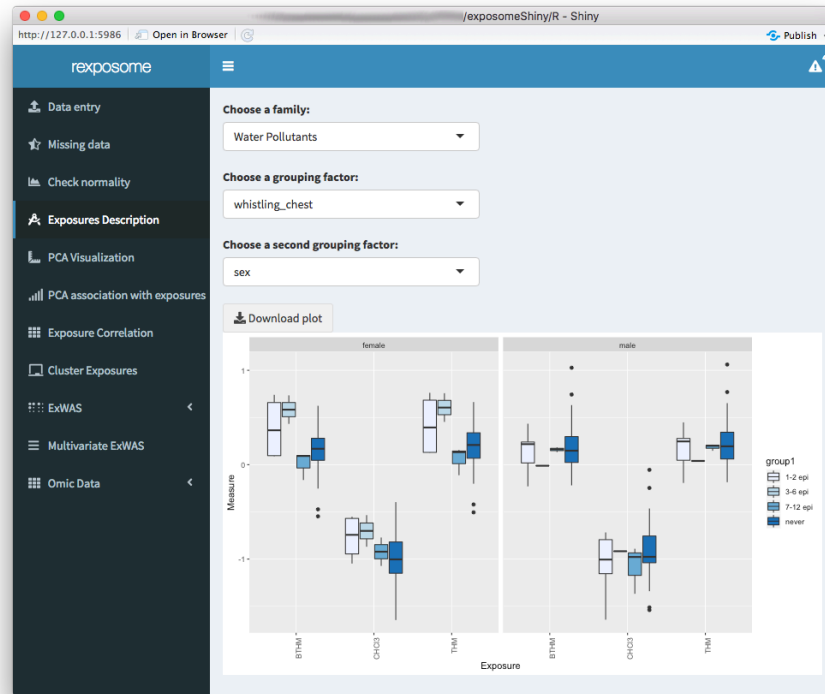 /exposomeShiny/R - Shiny
http://127.0.0.1:5986 Open in Browser Publish
rexposome
Data entry
Missing data
Check normality
Exposures Description
PCA Visualization
PCA association with exposures
Exposure Correlation
Cluster Exposures
ExWAS
Multivariate ExWAS
Omic Data
Choose a family:
Water Pollutants
Choose a grouping factor:
whistling_chest
Choose a second grouping factor:
sex
Download plot
female male
1
0
-1
Measure
BTHM CHCl3 THM BTHM CHCl3 THM
Exposure
group1
1-2 epi
3-6 epi
7-12 epi
never